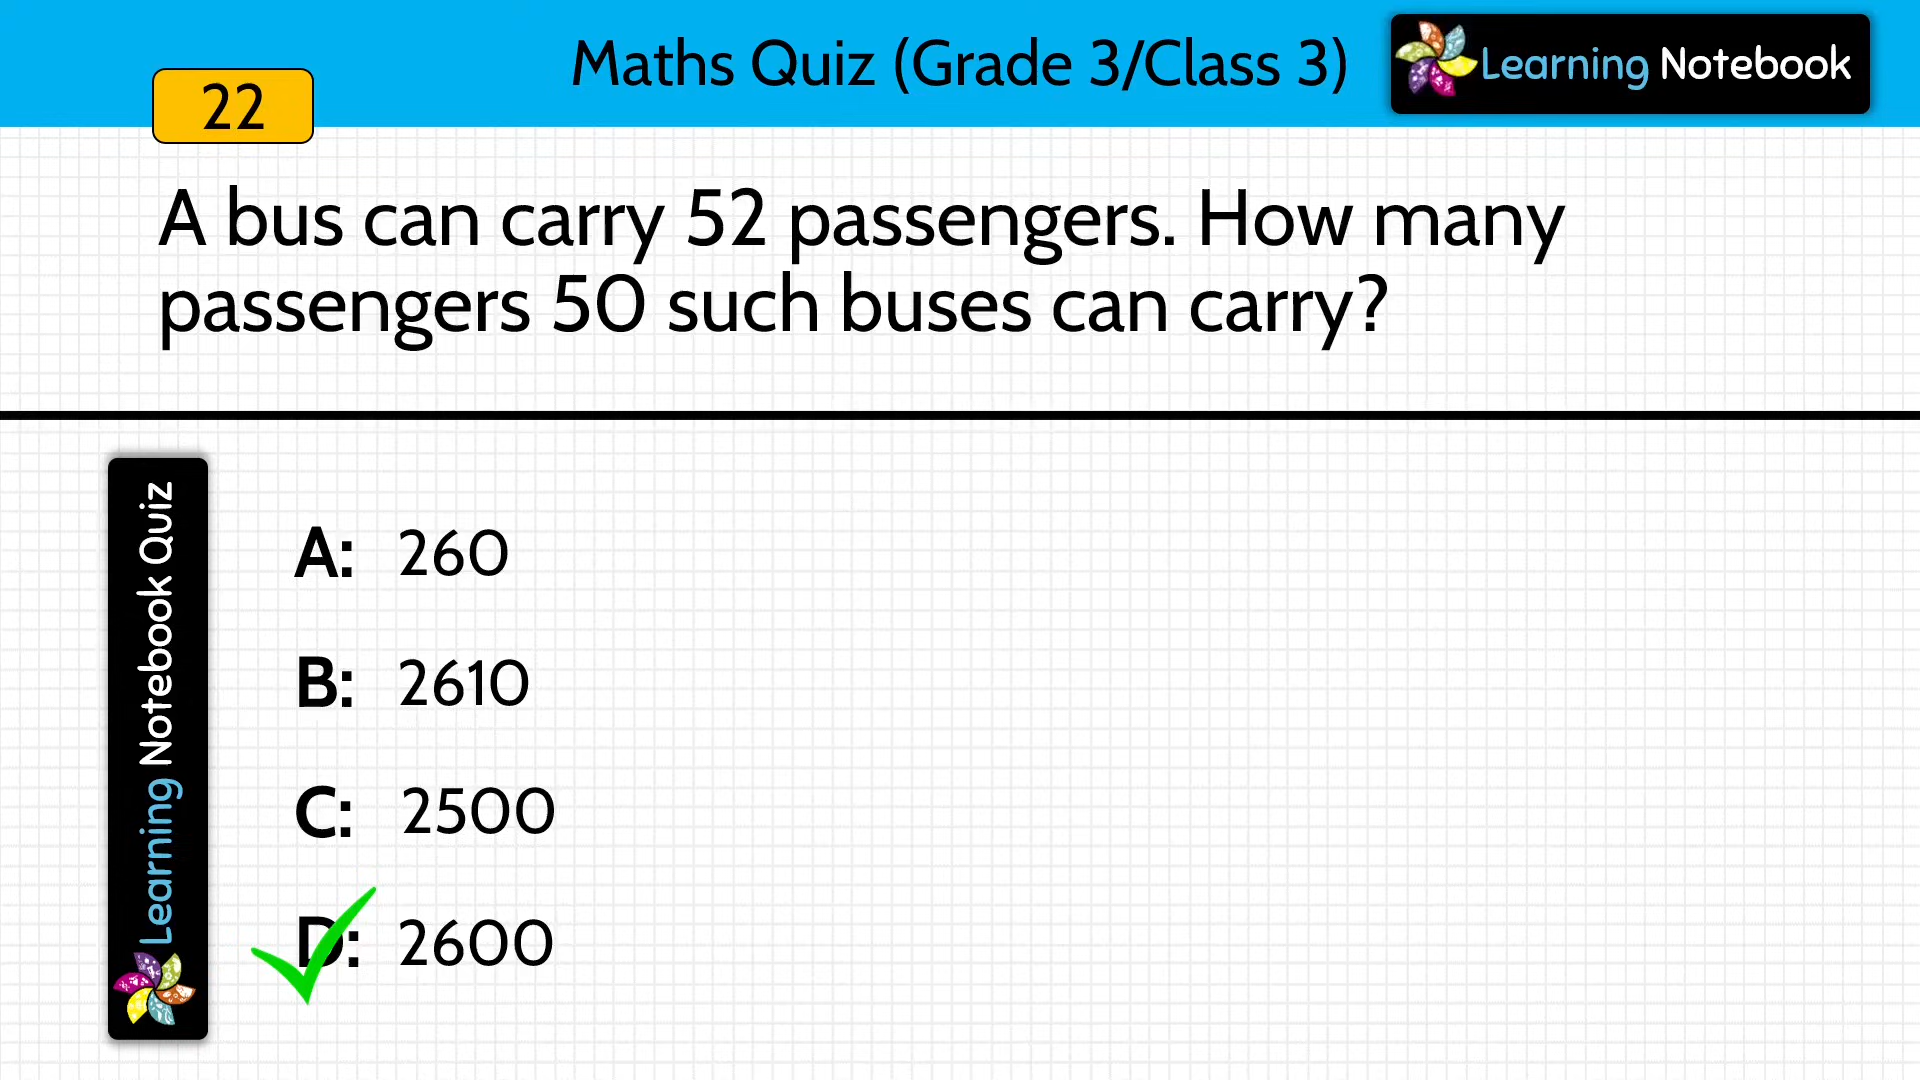 Maths Quiz (Grade 3/Class 3)
Learning Notebook
22
A bus can carry 52 passengers. How many
passengers 50 such buses can carry?
Learning Notebook Quiz
A: 260
B: 2610
C: 2500
D: 2600